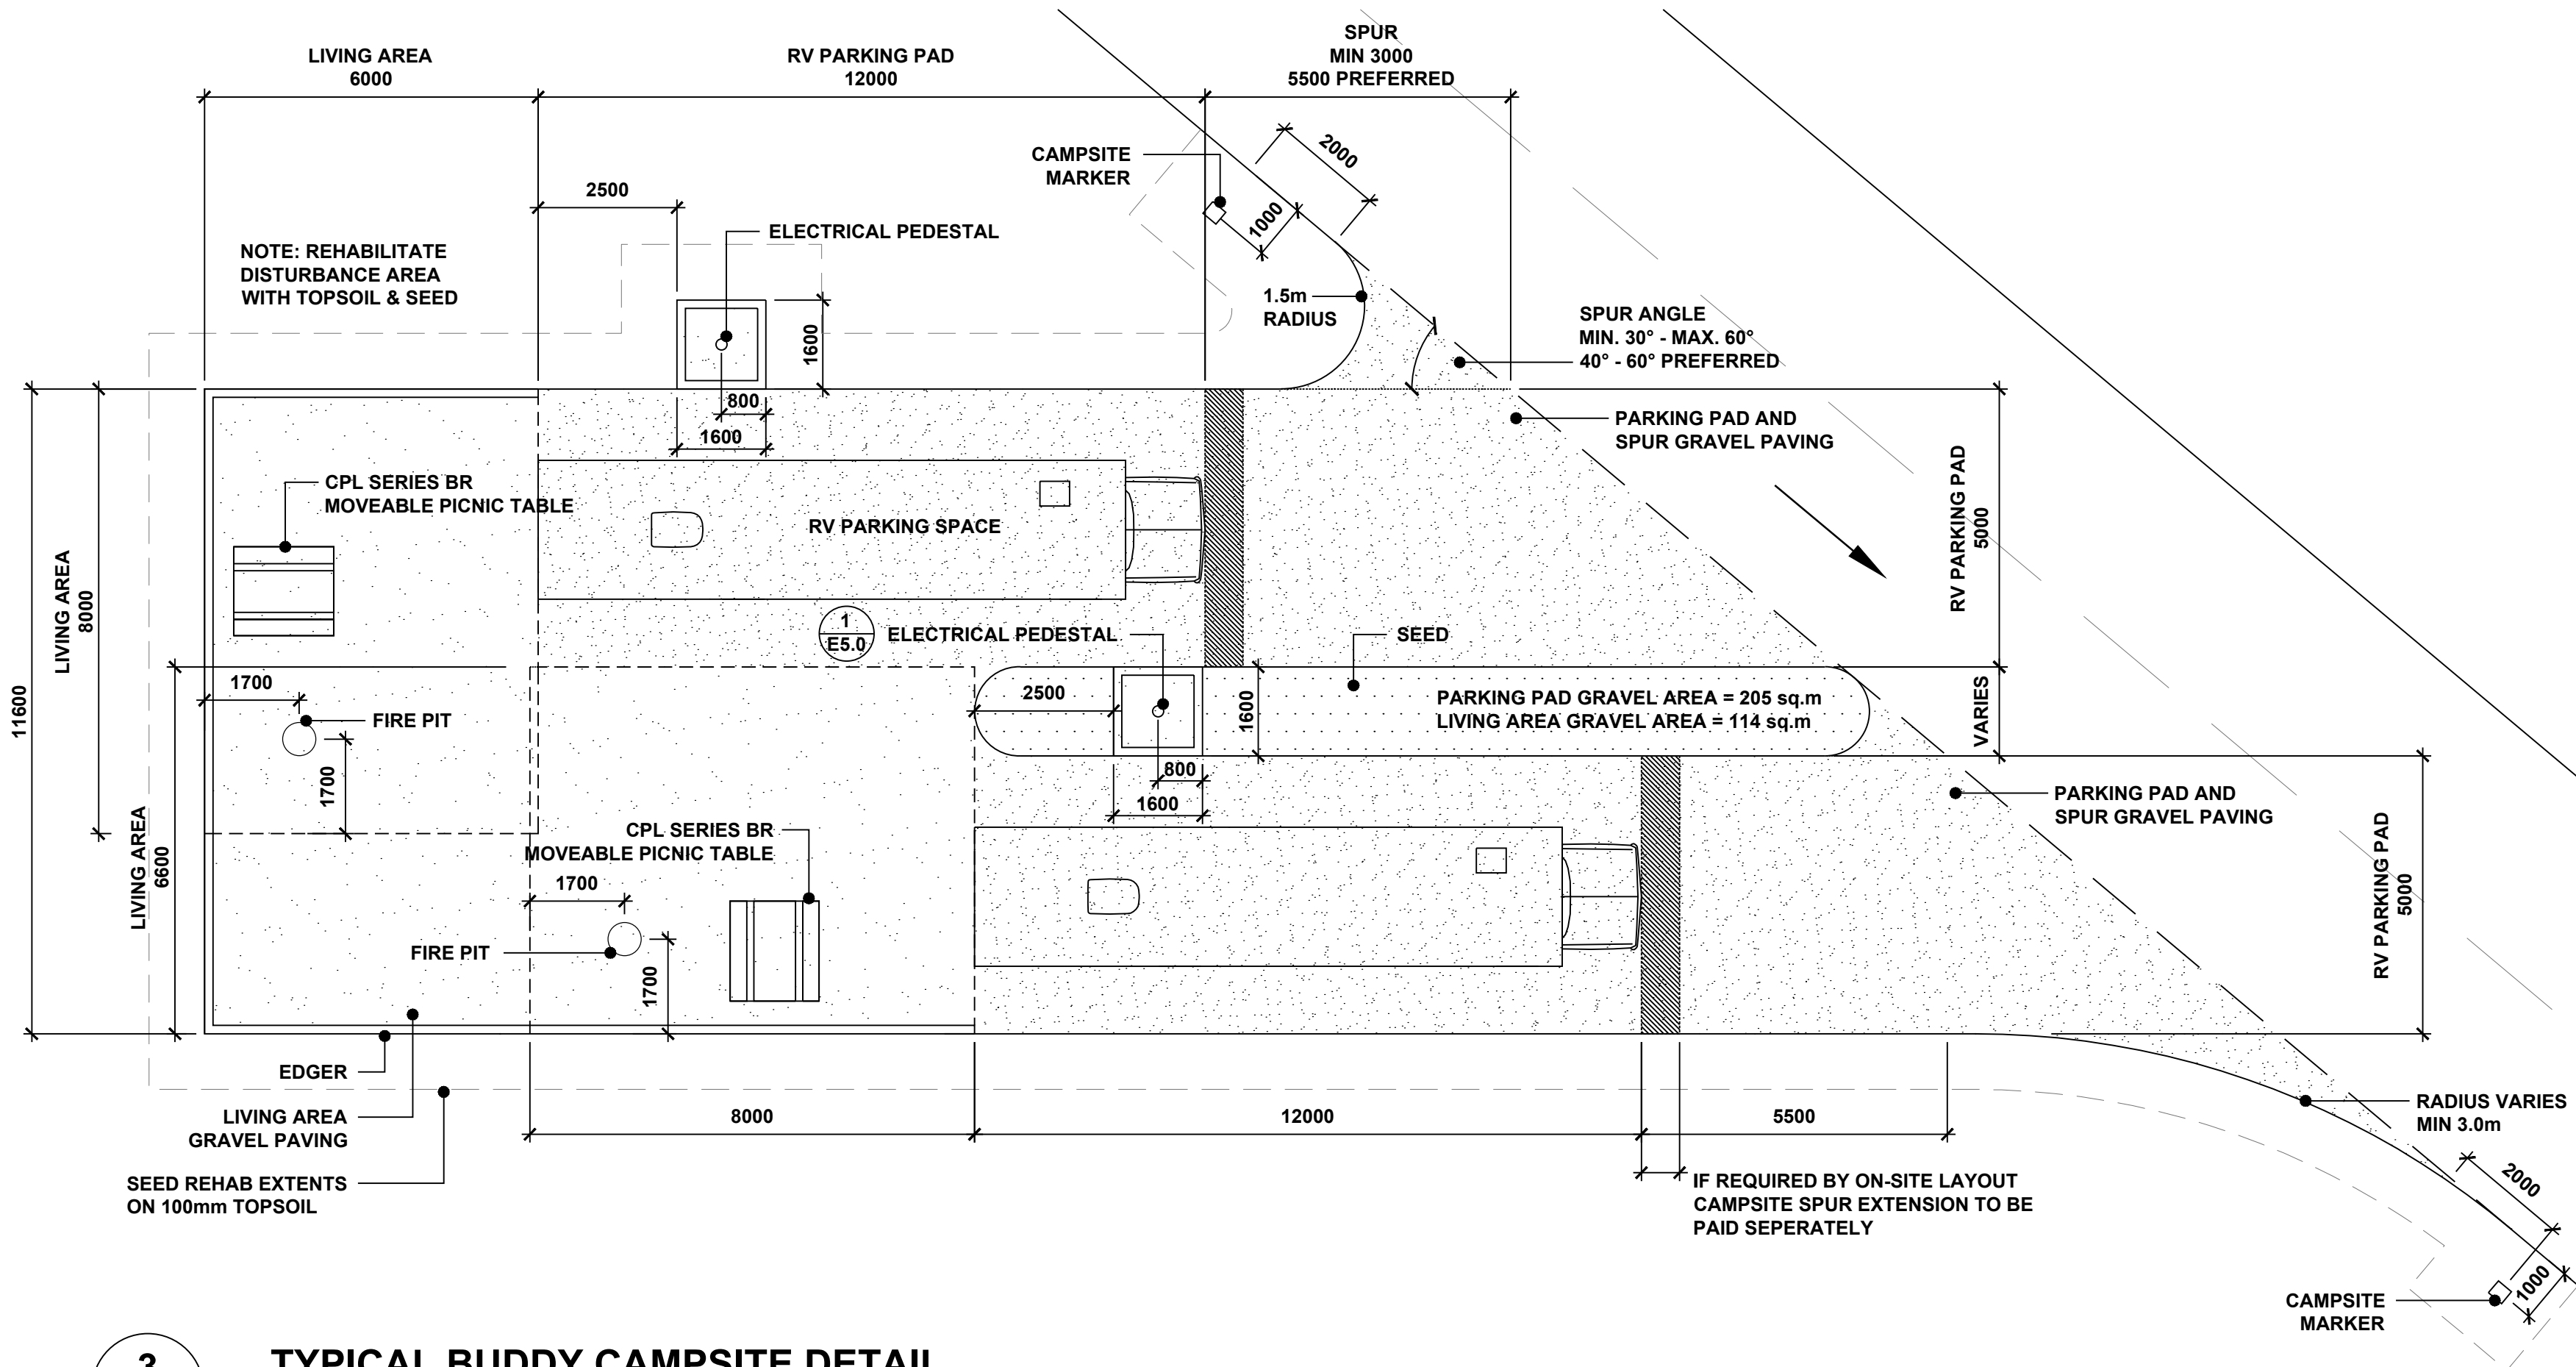 LIVING AREA
6000
RV PARKING PAD
12000
SPUR
MIN 3000
5500 PREFERRED
CAMPSITE
MARKER
2000
1000
2500
ELECTRICAL PEDESTAL
NOTE: REHABILITATE
DISTURBANCE AREA
WITH TOPSOIL & SEED
1.5m
RADIUS
SPUR ANGLE
MIN. 30° - MAX. 60°
40° - 60° PREFERRED
1600
800
1600
PARKING PAD AND
SPUR GRAVEL PAVING
CPL SERIES BR
MOVEABLE PICNIC TABLE
RV PARKING SPACE
RV PARKING PAD
5000
LIVING AREA
8000
11600
1
E5.0
ELECTRICAL PEDESTAL
SEED
1700
FIRE PIT
1700
2500
1600
PARKING PAD GRAVEL AREA = 205 sq.m
LIVING AREA GRAVEL AREA = 114 sq.m
VARIES
800
1600
PARKING PAD AND
SPUR GRAVEL PAVING
LIVING AREA
6600
CPL SERIES BR
MOVEABLE PICNIC TABLE
1700
FIRE PIT
1700
RV PARKING PAD
5000
EDGER
LIVING AREA
GRAVEL PAVING
8000
12000
5500
RADIUS VARIES
MIN 3.0m
SEED REHAB EXTENTS
ON 100mm TOPSOIL
IF REQUIRED BY ON-SITE LAYOUT
CAMPSITE SPUR EXTENSION TO BE
PAID SEPERATELY
2000
1000
CAMPSITE
MARKER
3
TYPICAL BUDDY CAMPSITE DETAIL